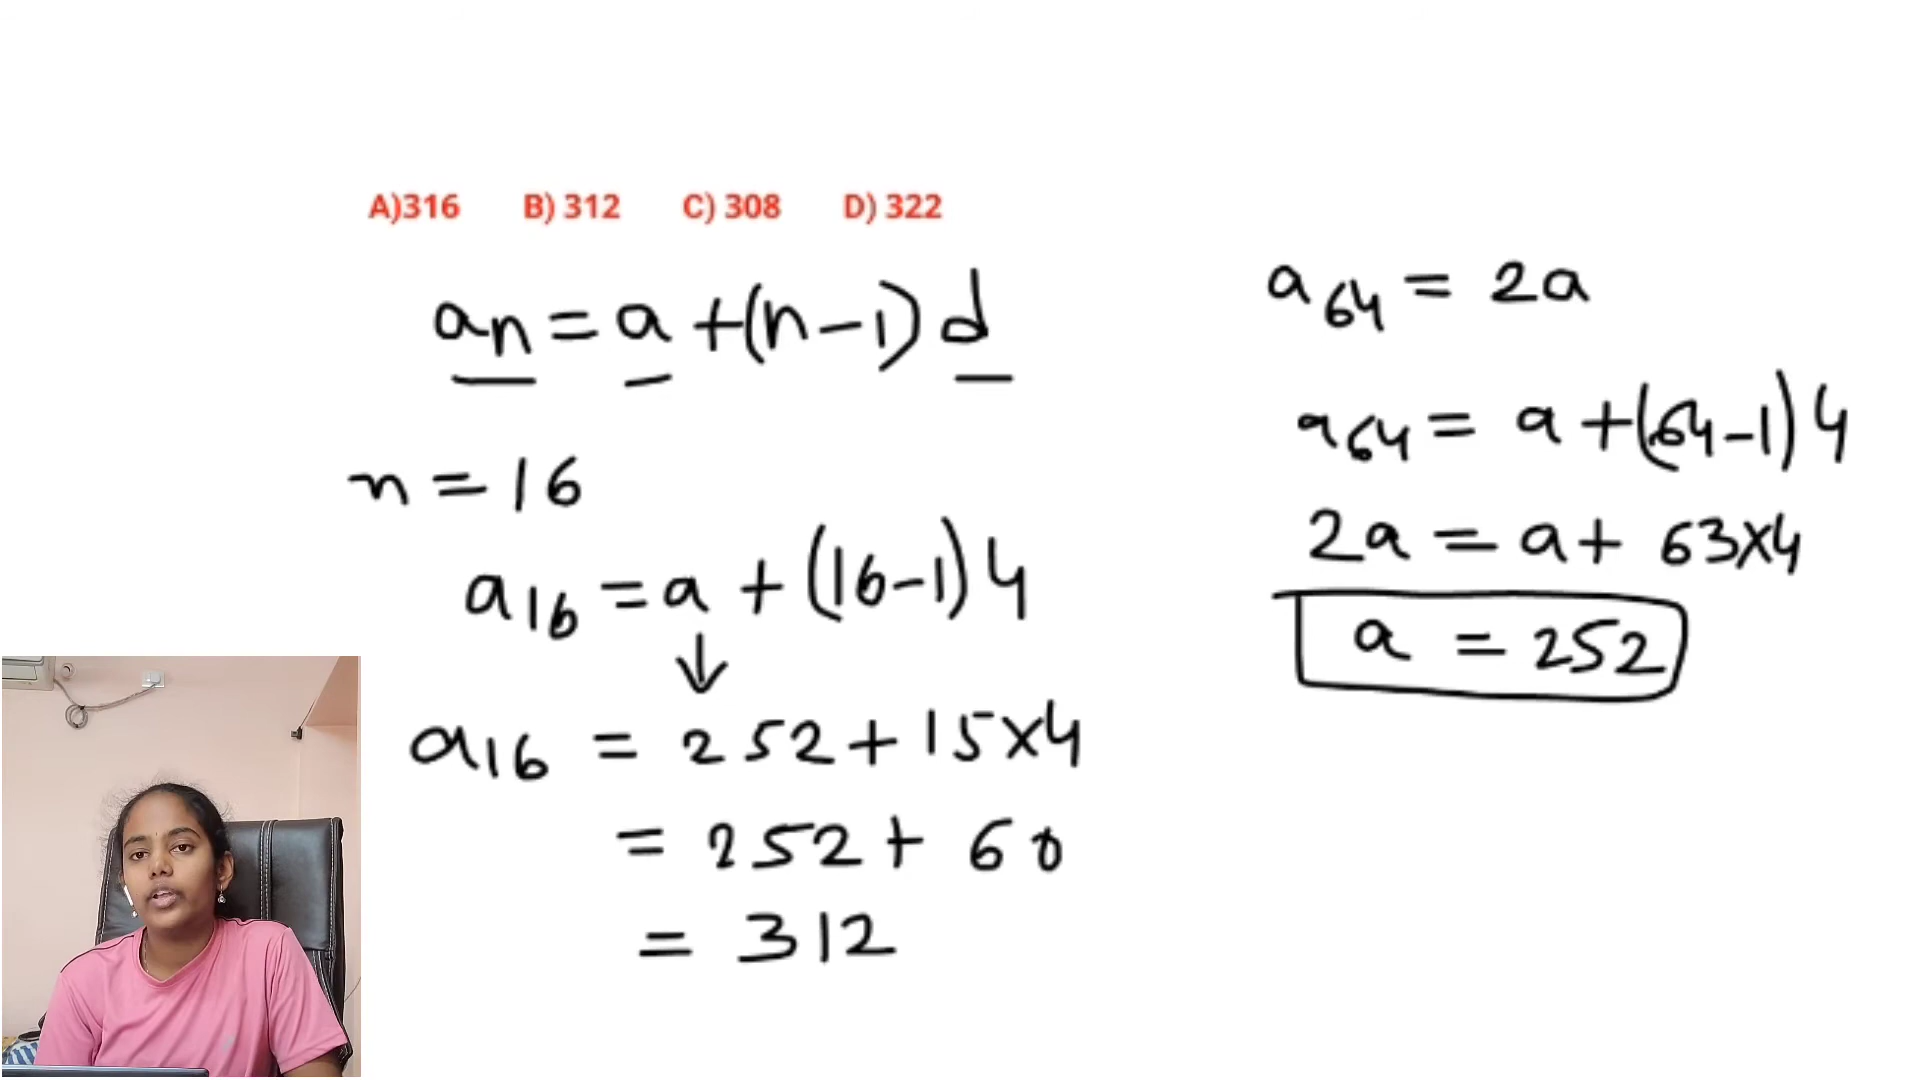 A)316 B) 312 C) 308 D) 322
an = a + (n-1) d
n = 16
a16 = a + (16-1) 4
↓
a16 = 252 + 15x4
= 252 + 60
= 312
a64 = 2a
a64 = a + (64-1) 4
2a = a + 63x4
a = 252